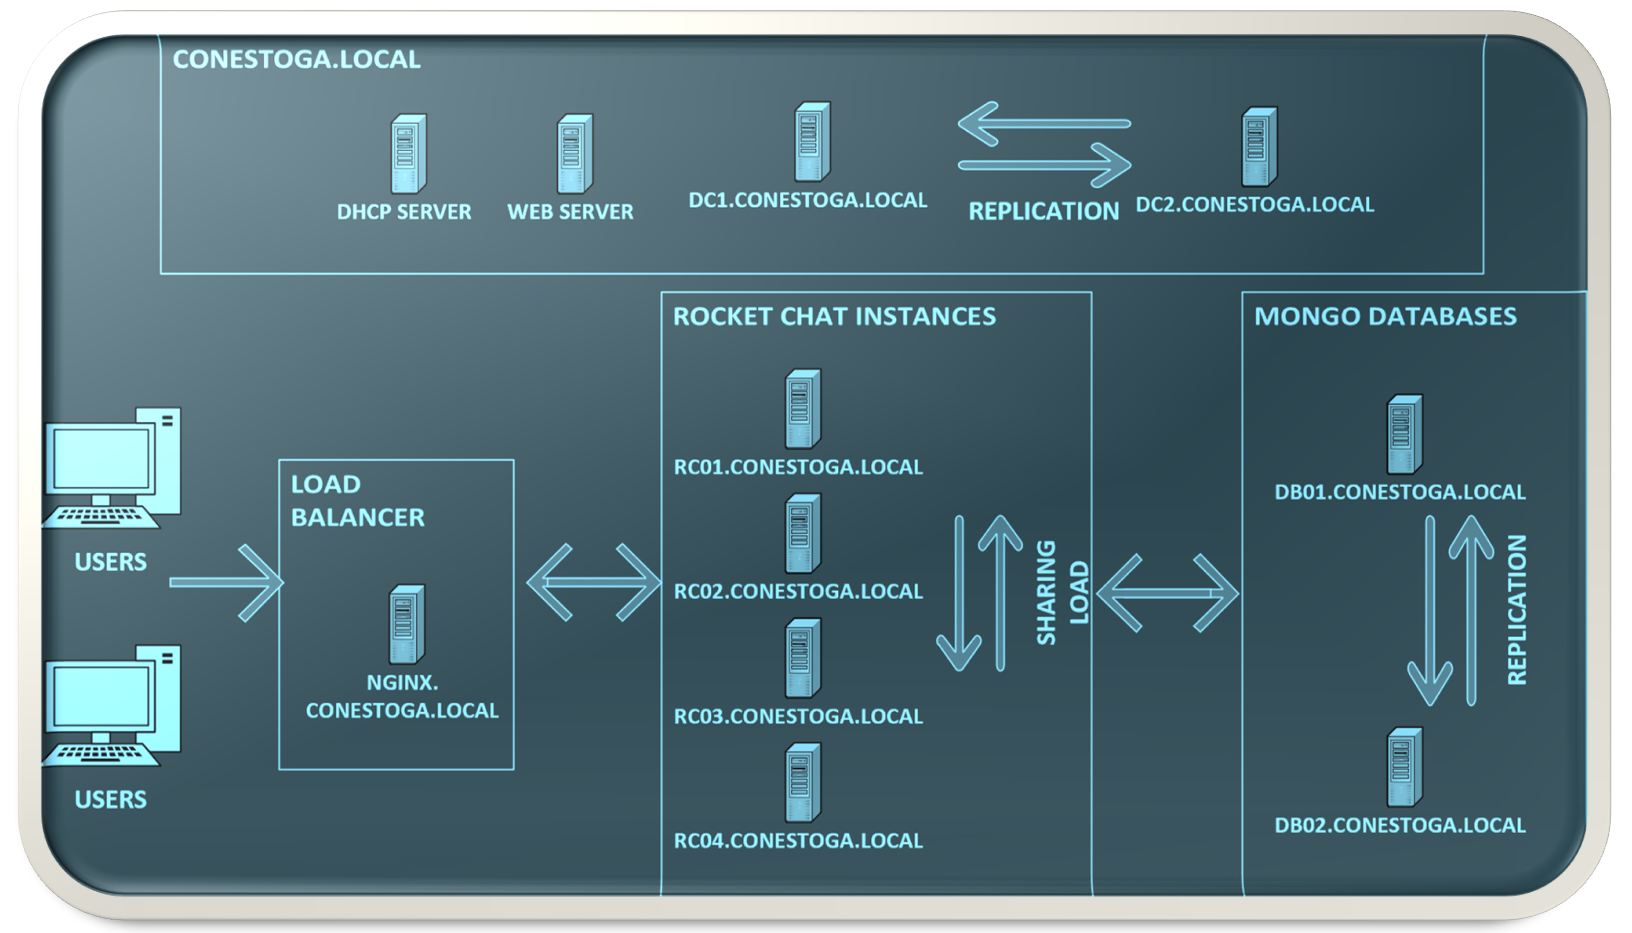 CONESTOGA.LOCAL
DHCP SERVER
WEB SERVER
DC1.CONESTOGA.LOCAL
REPLICATION
DC2.CONESTOGA.LOCAL
ROCKET CHAT INSTANCES
MONGO DATABASES
USERS
USERS
LOAD
BALANCER
NGINX.
CONESTOGA.LOCAL
RC01.CONESTOGA.LOCAL
RC02.CONESTOGA.LOCAL
RC03.CONESTOGA.LOCAL
RC04.CONESTOGA.LOCAL
SHARING
LOAD
DB01.CONESTOGA.LOCAL
REPLICATION
DB02.CONESTOGA.LOCAL